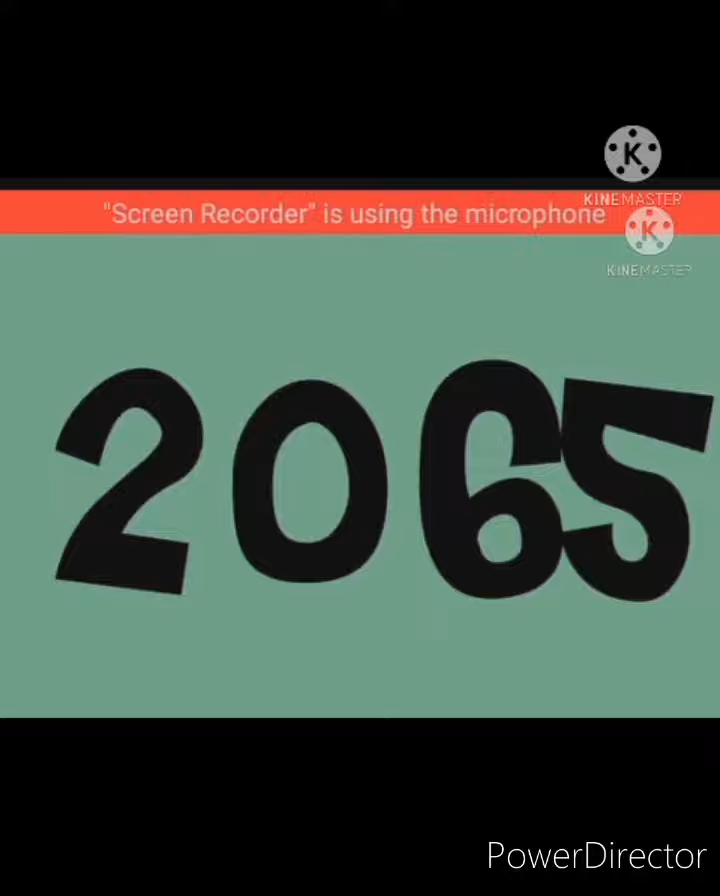 KINEMASTER
"Screen Recorder" is using the microphone
KINEMASTER
2065
PowerDirector